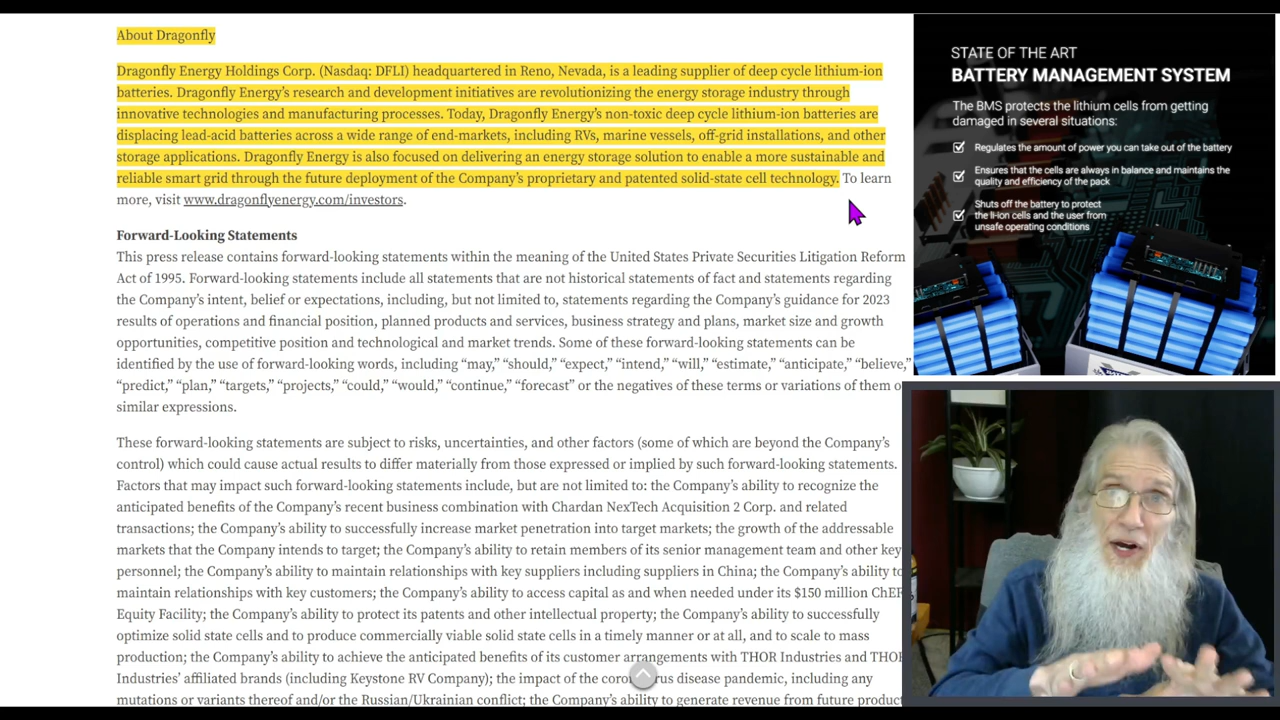 About Dragonfly
Dragonfly Energy Holdings Corp. (Nasdaq: DFLI) headquartered in Reno, Nevada, is a leading supplier of deep cycle lithium-ion
batteries. Dragonfly Energy’s research and development initiatives are revolutionizing the energy storage industry through
innovative technologies and manufacturing processes. Today, Dragonfly Energy’s non-toxic deep cycle lithium-ion batteries are
displacing lead-acid batteries across a wide range of end-markets, including RVs, marine vessels, off-grid installations, and other
storage applications. Dragonfly Energy is also focused on delivering an energy storage solution to enable a more sustainable and
reliable smart grid through the future deployment of the Company’s proprietary and patented solid-state cell technology. To learn
more, visit www.dragonflyenergy.com/investors.
Forward-Looking Statements
This press release contains forward-looking statements within the meaning of the United States Private Securities Litigation Reform
Act of 1995. Forward-looking statements include all statements that are not historical statements of fact and statements regarding
the Company’s intent, belief or expectations, including, but not limited to, statements regarding the Company’s guidance for 2023
results of operations and financial position, planned products and services, business strategy and plans, market size and growth
opportunities, competitive position and technological and market trends. Some of these forward-looking statements can be
identified by the use of forward-looking words, including “may,” “should,” “expect,” “intend,” “will,” “estimate,” “anticipate,” “believe,”
“predict,” “plan,” “targets,” “projects,” “could,” “would,” “continue,” “forecast” or the negatives of these terms or variations of them
similar expressions.
These forward-looking statements are subject to risks, uncertainties, and other factors (some of which are beyond the Company’s
control) which could cause actual results to differ materially from those expressed or implied by such forward-looking statements.
Factors that may impact such forward-looking statements include, but are not limited to: the Company’s ability to recognize the
anticipated benefits of the Company’s recent business combination with Chardan NexTech Acquisition 2 Corp. and related
transactions; the Company’s ability to successfully increase market penetration into target markets; the growth of the addressable
markets that the Company intends to target; the Company’s ability to retain members of its senior management team and other key
personnel; the Company’s ability to maintain relationships with key suppliers including suppliers in China; the Company’s ability to
maintain relationships with key customers; the Company’s ability to access capital as and when needed under its $150 million ChEF
Equity Facility; the Company’s ability to protect its patents and other intellectual property; the Company’s ability to successfully
optimize solid state cells and to produce commercially viable solid state cells in a timely manner or at all, and to scale to mass
production; the Company’s ability to achieve the anticipated benefits of its customer arrangements with THOR Industries and THO
Industries’ affiliated brands (including Keystone RV Company); the impact of the disease pandemic, including any
mutations or variants thereof and/or the Russian/Ukrainian conflict; the Company’s ability to generate revenue from future
STATE OF THE ART
BATTERY MANAGEMENT SYSTEM
The BMS protects the lithium cells from getting
damaged in several situations:
Regulates the amount of power you can take out of the battery
Ensures that the cells are always in balance and maintains the
quality and efficiency of the pack
Shuts off the battery to protect
the li-ion cells and the user from
unsafe operating conditions